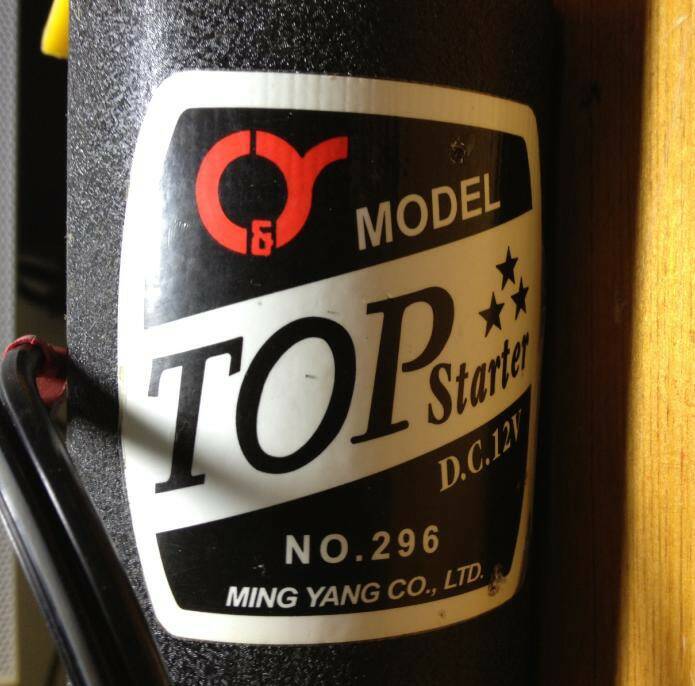 &
MODEL
TOP Starter
D.C.12V
NO.296
MING YANG CO., LTD.